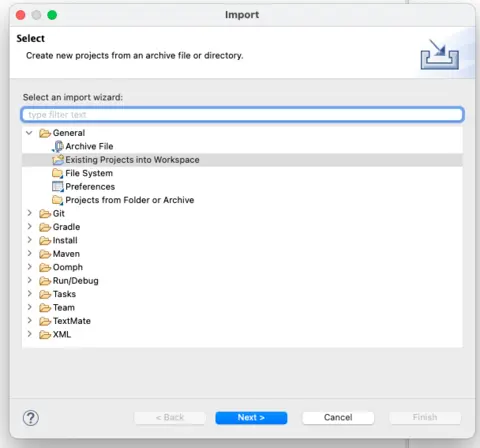 Import
Select
Create new projects from an archive file or directory.
Select an import wizard:
type filter text
General
Archive File
Existing Projects into Workspace
File System
Preferences
Projects from Folder or Archive
Git
Gradle
Install
Maven
Oomph
Run/Debug
Tasks
Team
TextMate
XML
?
< Back
Next >
Cancel
Finish